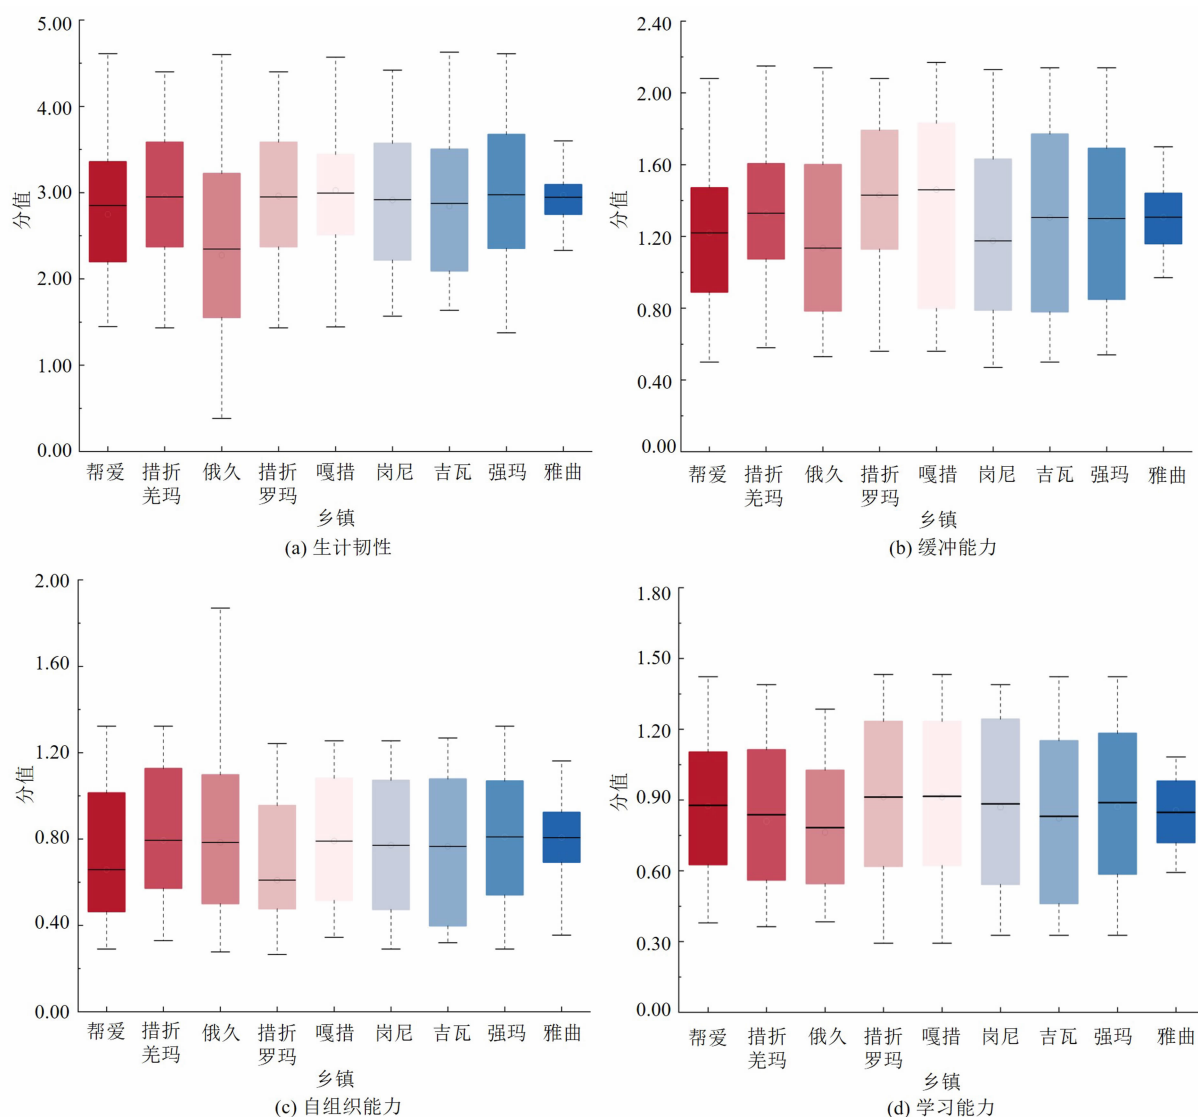 5.00
4.00
3.00
2.00
1.00
0.00
分值
帮爱 措折羌玛 俄久 措折罗玛 嘎措 岗尼 吉瓦 强玛 雅曲
乡镇
(a) 生计韧性
2.40
2.00
1.60
1.20
0.80
0.40
0.00
分值
帮爱 措折羌玛 俄久 措折罗玛 嘎措 岗尼 吉瓦 强玛 雅曲
乡镇
(b) 缓冲能力
2.00
1.60
1.20
0.80
0.40
0.00
分值
帮爱 措折羌玛 俄久 措折罗玛 嘎措 岗尼 吉瓦 强玛 雅曲
乡镇
(c) 自组织能力
1.80
1.50
1.20
0.90
0.60
0.30
0.00
分值
帮爱 措折羌玛 俄久 措折罗玛 嘎措 岗尼 吉瓦 强玛 雅曲
乡镇
(d) 学习能力